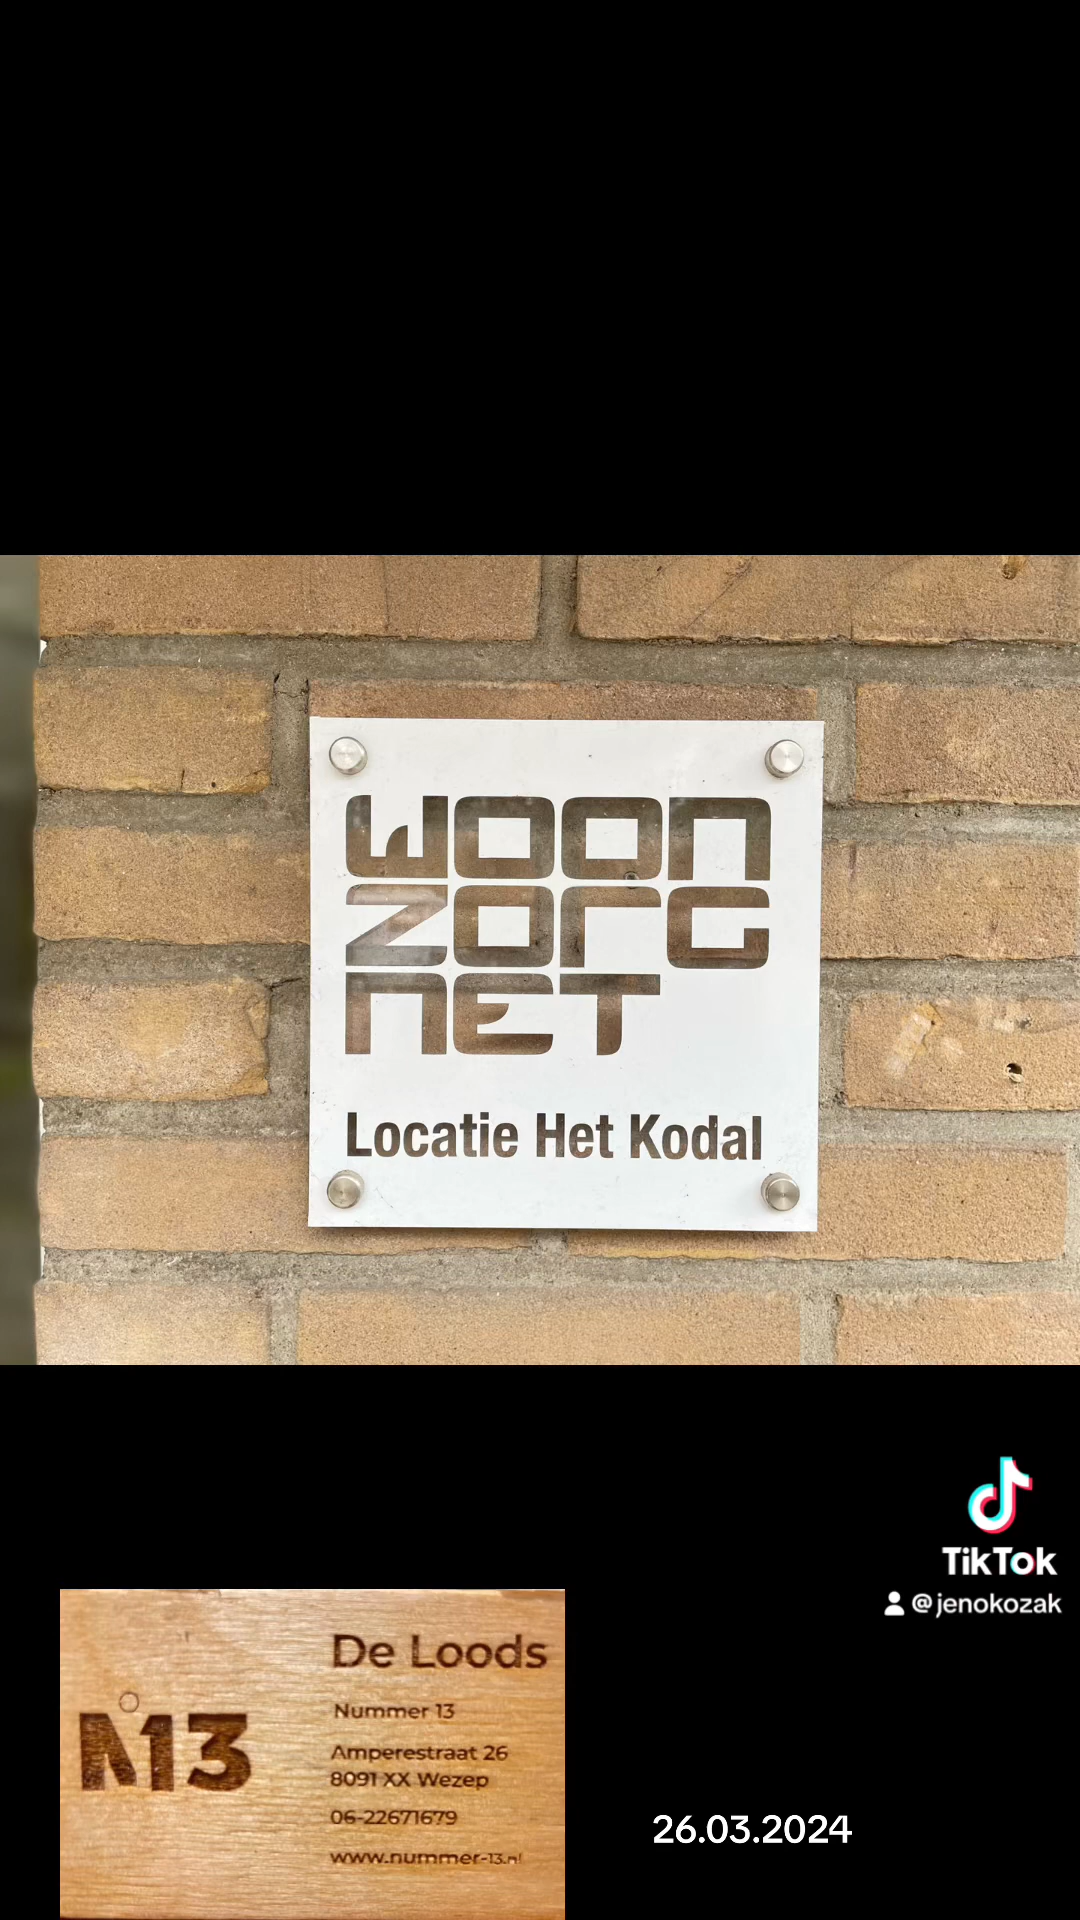 WOON
ZORG
NET
Locatie Het Kodal
TikTok
@jenokozak
De Loods
N°13
Nummer 13
Amperestraat 26
8091 XX Wezep
06-22671679
www.nummer-13.nl
26.03.2024